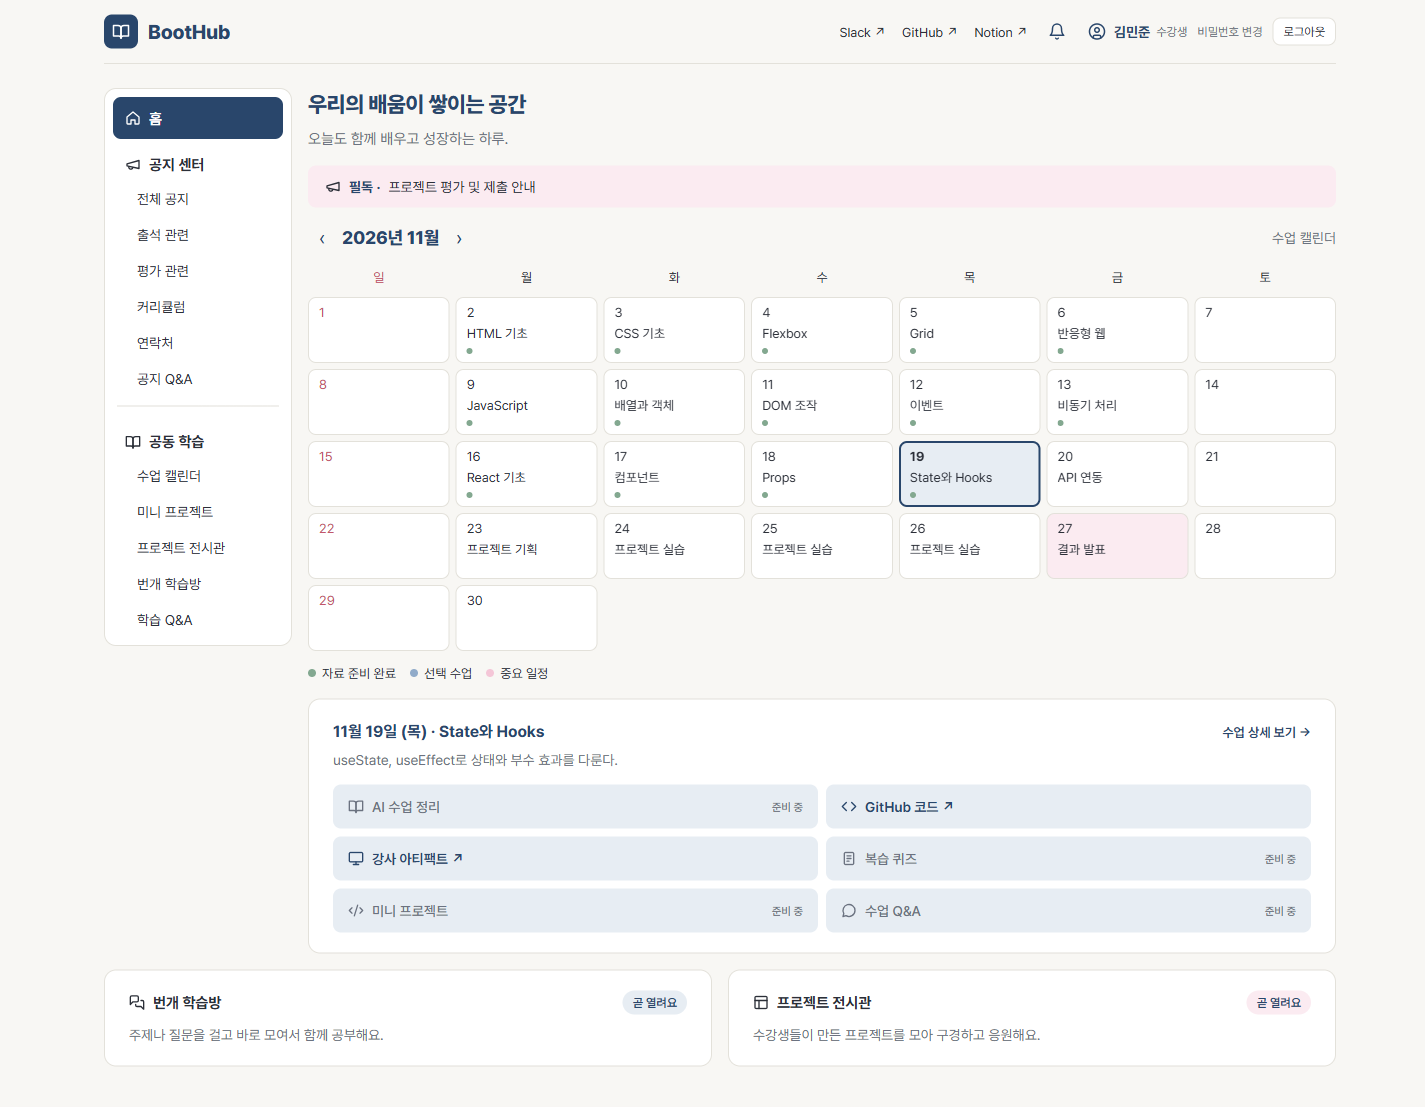 BootHub
Slack ↗ GitHub ↗ Notion ↗ 김민준 수강생 비밀번호 변경 로그아웃
홈
공지 센터
전체 공지
출석 관련
평가 관련
커리큘럼
연락처
공지 Q&A
공동 학습
수업 캘린더
미니 프로젝트
프로젝트 전시관
번개 학습방
학습 Q&A
우리의 배움이 쌓이는 공간
오늘도 함께 배우고 성장하는 하루.
필독 · 프로젝트 평가 및 제출 안내
‹ 2026년 11월 › 수업 캘린더
일 월 화 수 목 금 토
1 2 3 4 5 6 7
HTML 기초 CSS 기초 Flexbox Grid 반응형 웹
8 9 10 11 12 13 14
JavaScript 배열과 객체 DOM 조작 이벤트 비동기 처리
15 16 17 18 19 20 21
React 기초 컴포넌트 Props State와 Hooks API 연동
22 23 24 25 26 27 28
프로젝트 기획 프로젝트 실습 프로젝트 실습 프로젝트 실습 결과 발표
29 30
자료 준비 완료 선택 수업 중요 일정
11월 19일 (목) · State와 Hooks 수업 상세 보기 →
useState, useEffect로 상태와 부수 효과를 다룬다.
AI 수업 정리 준비 중 GitHub 코드 ↗
강사 아티팩트 ↗ 복습 퀴즈 준비 중
미니 프로젝트 준비 중 수업 Q&A 준비 중
번개 학습방 곧 열려요
주제나 질문을 걸고 바로 모여서 함께 공부해요.
프로젝트 전시관 곧 열려요
수강생들이 만든 프로젝트를 모아 구경하고 응원해요.